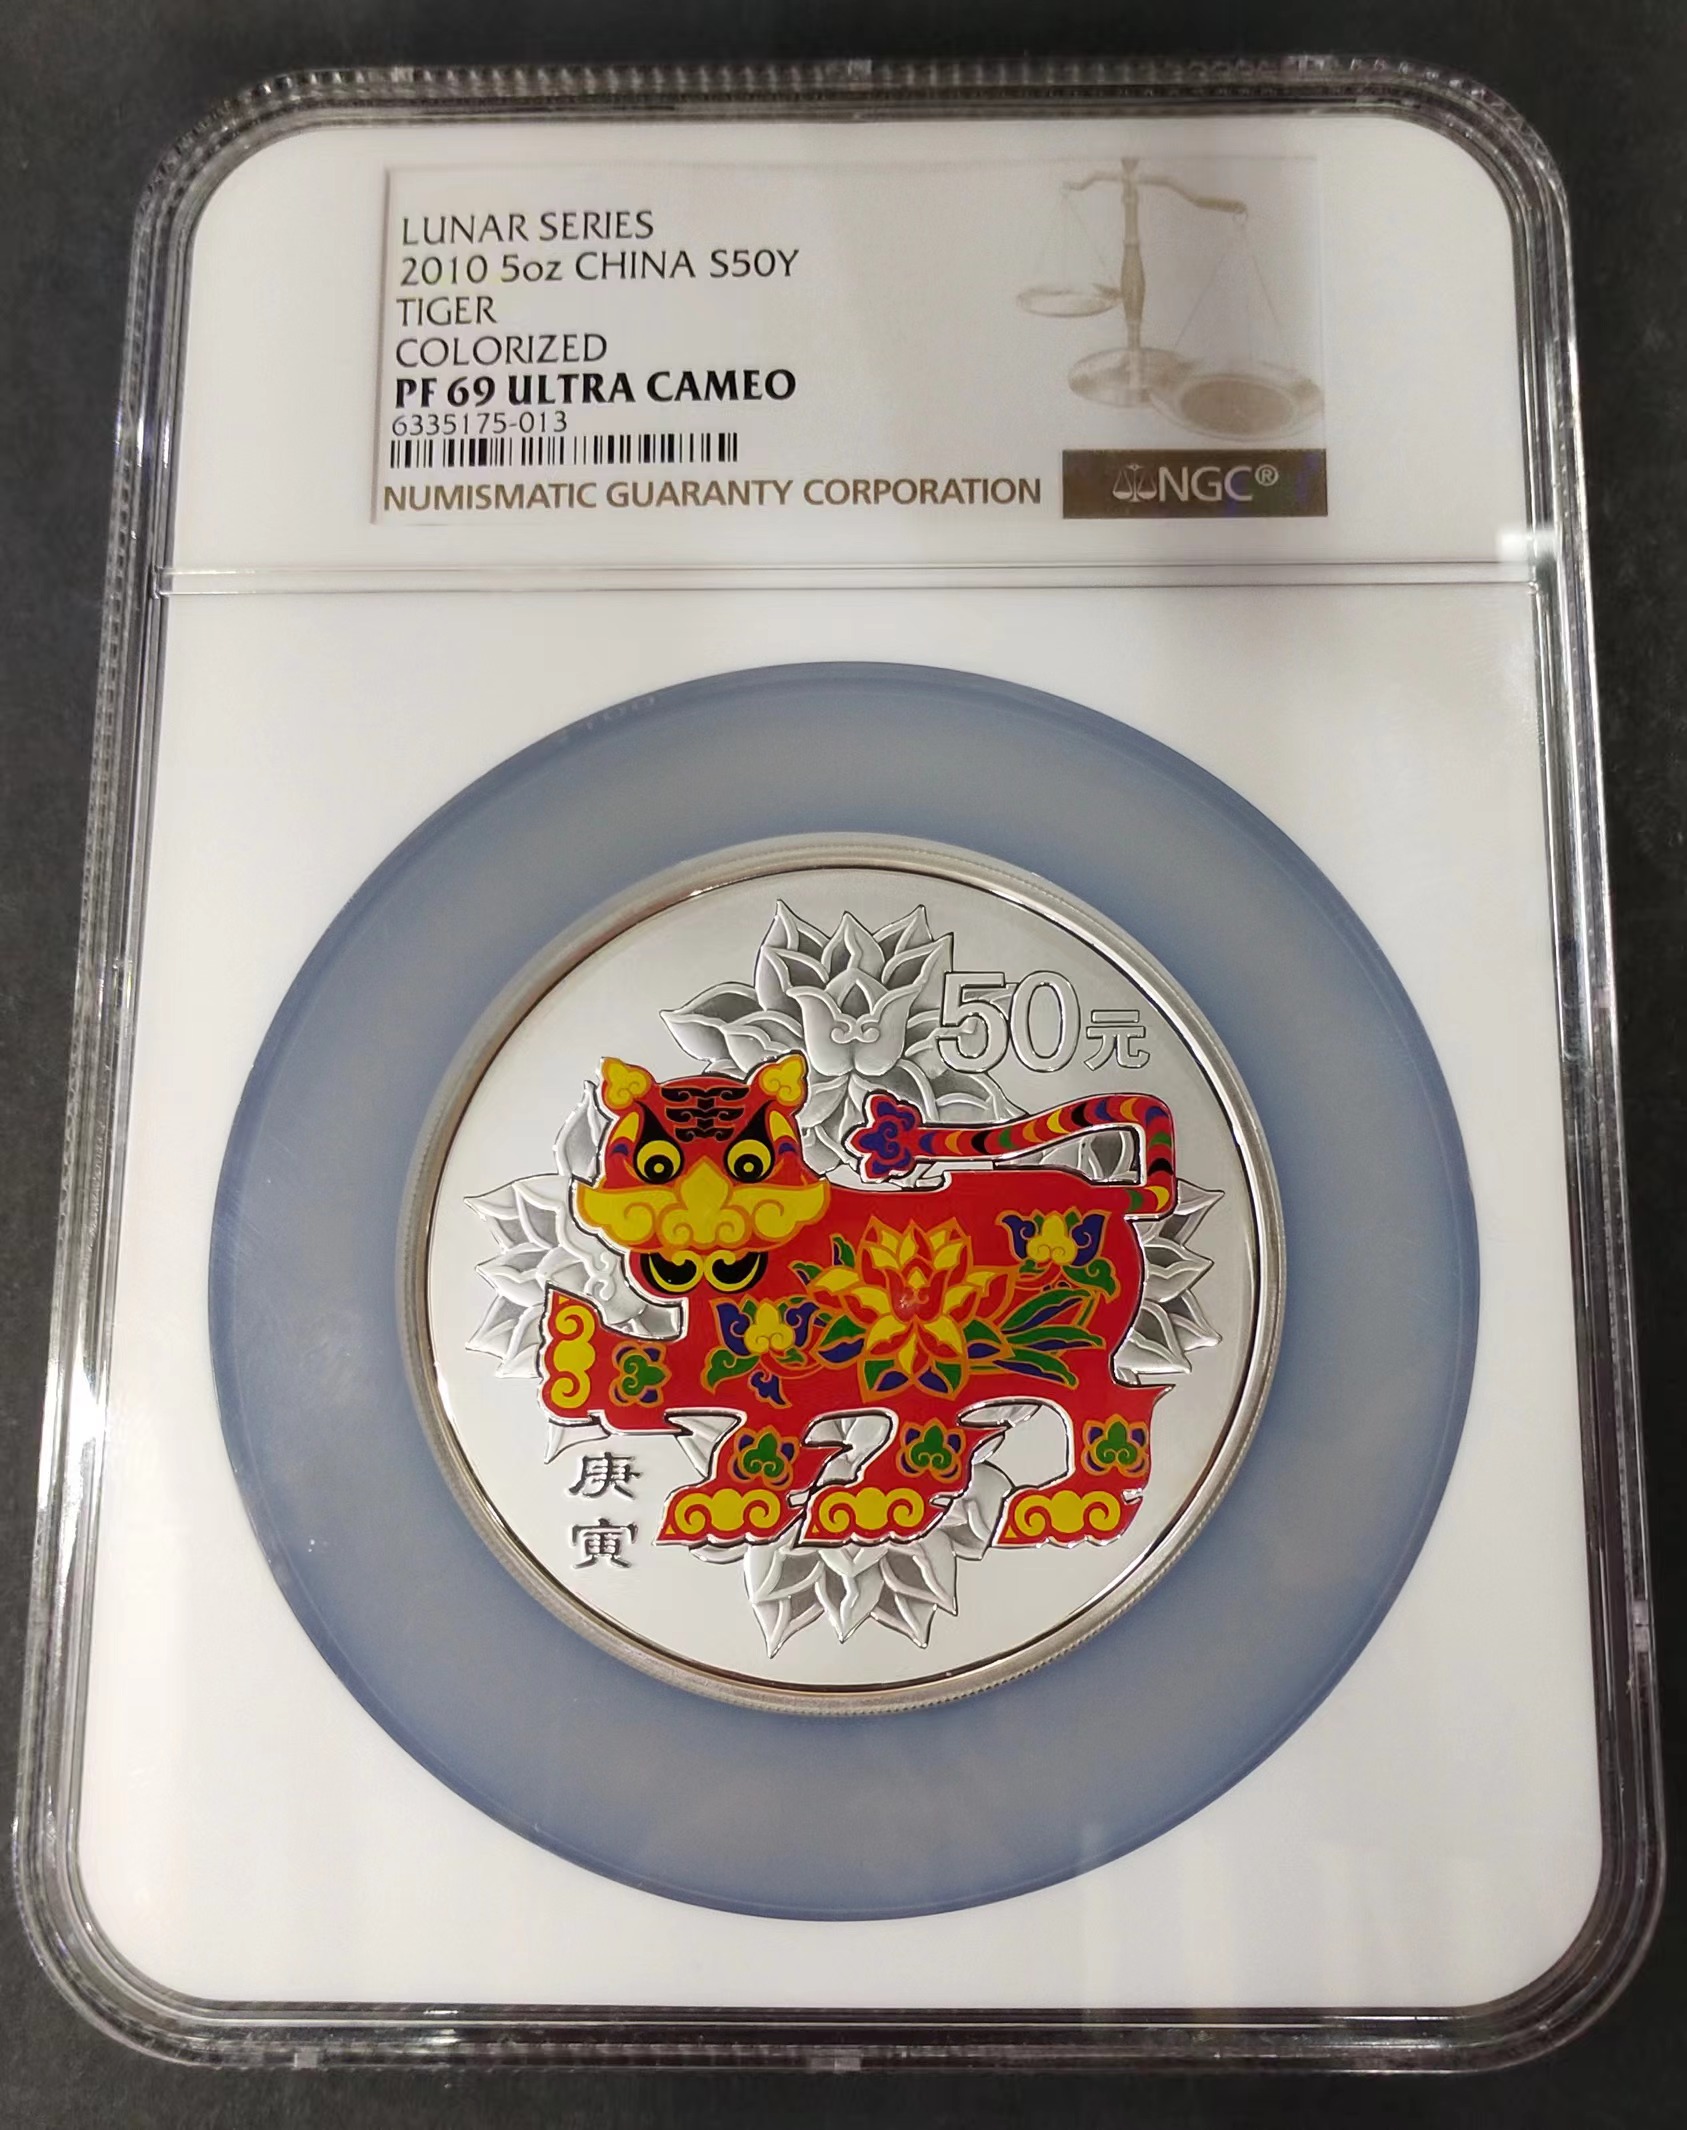 LUNAR SERIES
2010 5oz CHINA S50Y
TIGER
COLORIZED
PF 69 ULTRA CAMEO
6335175-013
NUMISMATIC GUARANTY CORPORATION
NGC®
50元
庚
寅